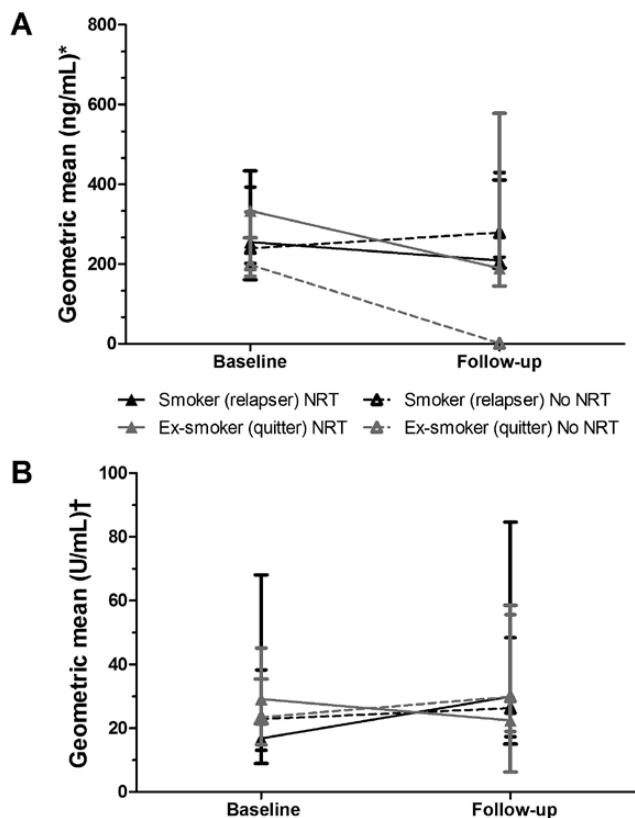 A
Geometric mean (ng/mL)*
800
600
400
200
0
Baseline Follow-up
Smoker (relapser) NRT Smoker (relapser) No NRT
Ex-smoker (quitter) NRT Ex-smoker (quitter) No NRT
B
Geometric mean (U/mL)†
100
80
60
40
20
0
Baseline Follow-up